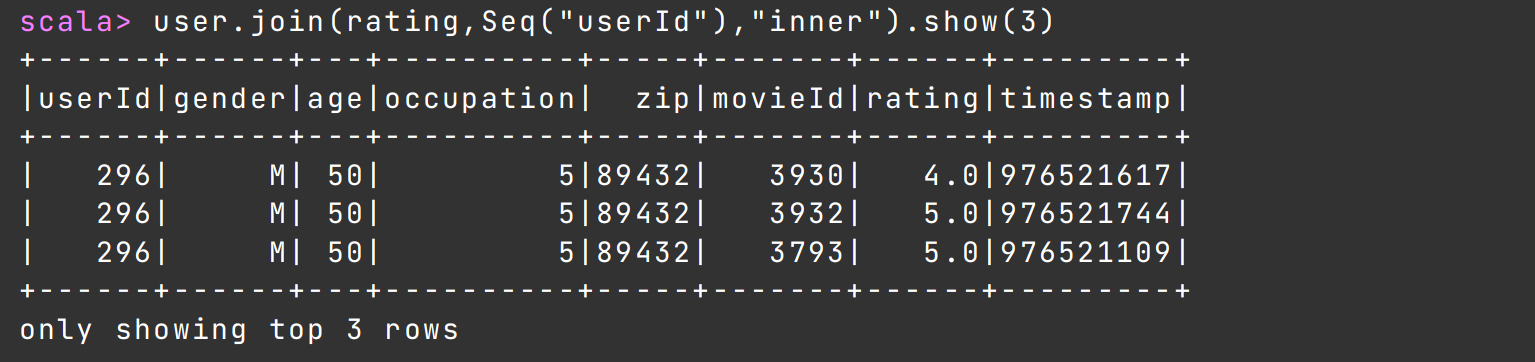 scala> user.join(rating,Seq("userId"),"inner").show(3)
+------+------+---+----------+-----+-------+------+---------+
|userId|gender|age|occupation|  zip|movieId|rating|timestamp|
+------+------+---+----------+-----+-------+------+---------+
|   296|     M| 50|         5|89432|   3930|   4.0|976521617|
|   296|     M| 50|         5|89432|   3932|   5.0|976521744|
|   296|     M| 50|         5|89432|   3793|   5.0|976521109|
+------+------+---+----------+-----+-------+------+---------+
only showing top 3 rows